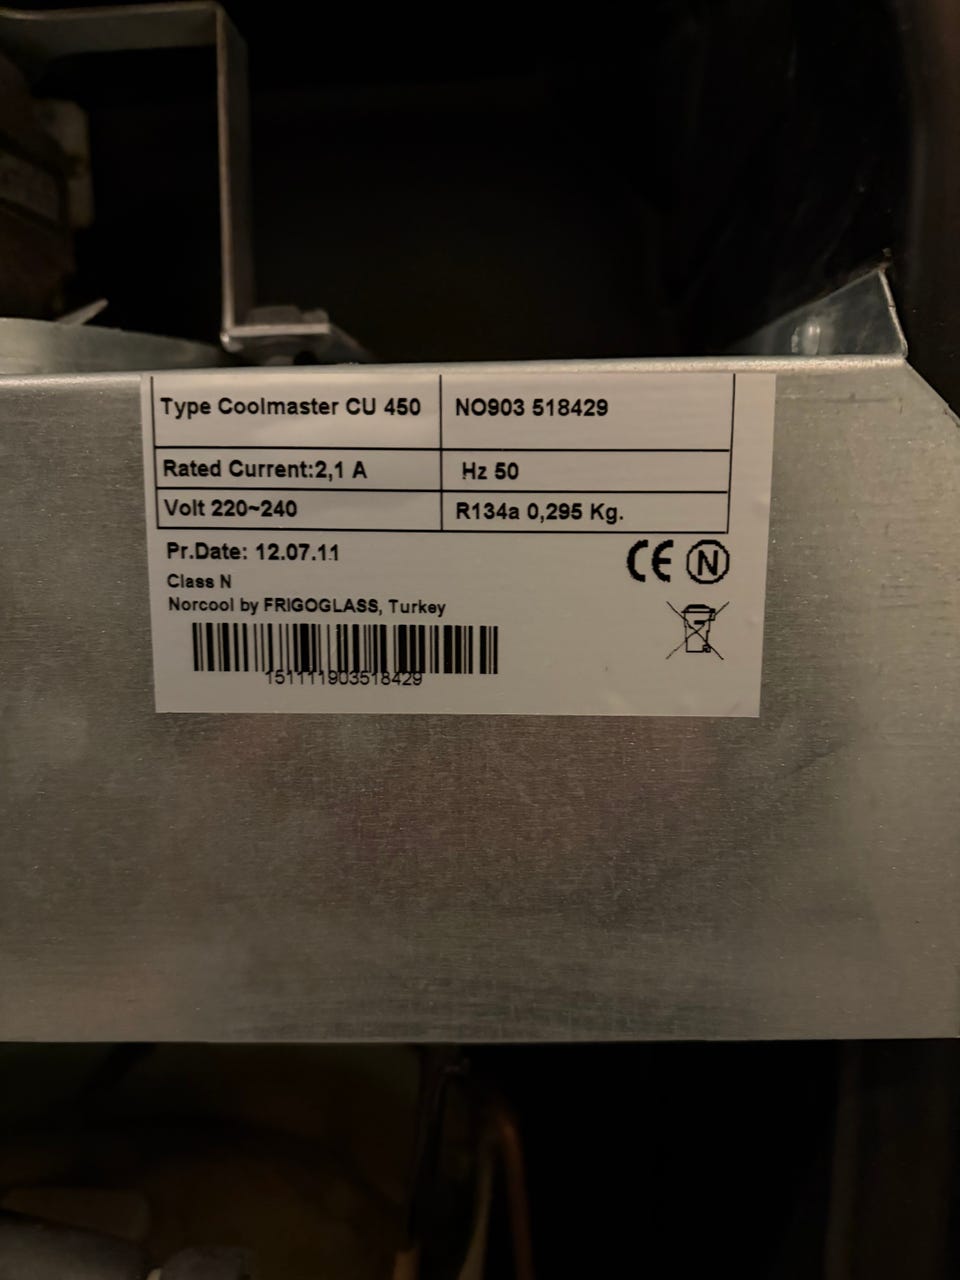 Type Coolmaster CU 450 NO903 518429
Rated Current:2,1 A Hz 50
Volt 220~240 R134a 0,295 Kg.
Pr.Date: 12.07.11
CE N
Class N
Norcool by FRIGOGLASS, Turkey
151111903518429